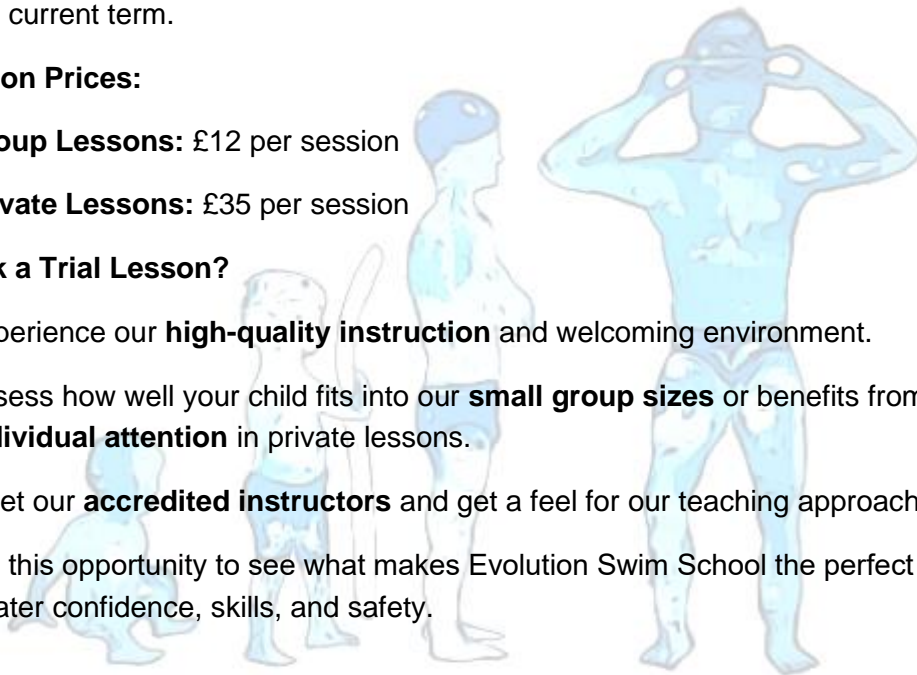 current term.
on Prices:
oup Lessons: £12 per session
vate Lessons: £35 per session
k a Trial Lesson?
perience our high-quality instruction and welcoming environment.
sess how well your child fits into our small group sizes or benefits from
dividual attention in private lessons.
et our accredited instructors and get a feel for our teaching approach
this opportunity to see what makes Evolution Swim School the perfect
ater confidence, skills, and safety.